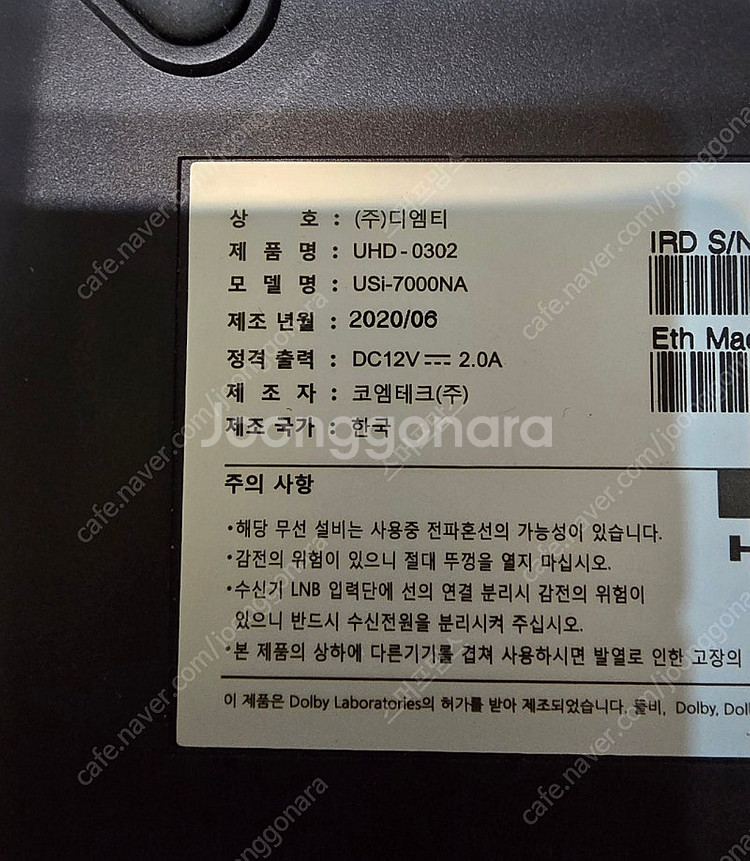 상 호 : (주)디엠티
제 품 명 : UHD-0302
모 델 명 : USi-7000NA
제조 년월 : 2020/06
정격 출력 : DC12V⎓ 2.0A
제 조 자 : 코엠테크(주)
제조 국가 : 한국
IRD S/N
Eth Mac
Joonggonara
주의 사항
·해당 무선 설비는 사용중 전파혼선의 가능성이 있습니다.
·감전의 위험이 있으니 절대 뚜껑을 열지 마십시오.
·수신기 LNB 입력단에 선의 연결 분리시 감전의 위험이
있으니 반드시 수신전원을 분리시켜 주십시오.
·본 제품의 상하에 다른기기를 겹쳐 사용하시면 발열로 인한 고장의
이 제품은 Dolby Laboratories의 허가를 받아 제조되었습니다. 돌비, Dolby, Dol
cafe.naver.com/joonggonara